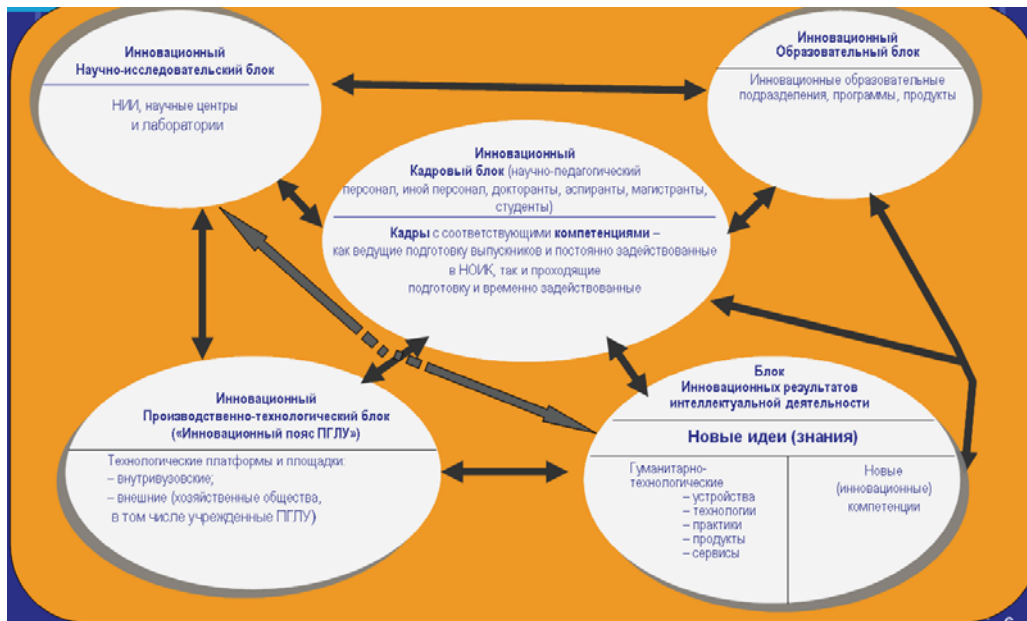 Инновационный
Научно-исследовательский блок
НИИ, научные центры
и лаборатории
Инновационный
Образовательный блок
Инновационные образовательные
подразделения, программы, продукты
Инновационный
Кадровый блок (научно-педагогический
персонал, иной персонал, докторанты, аспиранты, магистранты,
студенты)
Кадры с соответствующими компетенциями –
как ведущие подготовку выпускников и постоянно задействованные
в НОИК, так и проходящие
подготовку и временно задействованные
Инновационный
Производственно-технологический блок
(«Инновационный пояс ПГЛУ»)
Технологические платформы и площадки:
– внутривузовские;
– внешние (хозяйственные общества,
в том числе учрежденные ПГЛУ)
Блок
Инновационных результатов
интеллектуальной деятельности
Новые идеи (знания)
Гуманитарно-
технологические
– устройства
– технологии
– практики
– продукты
– сервисы
Новые
(инновационные)
компетенции